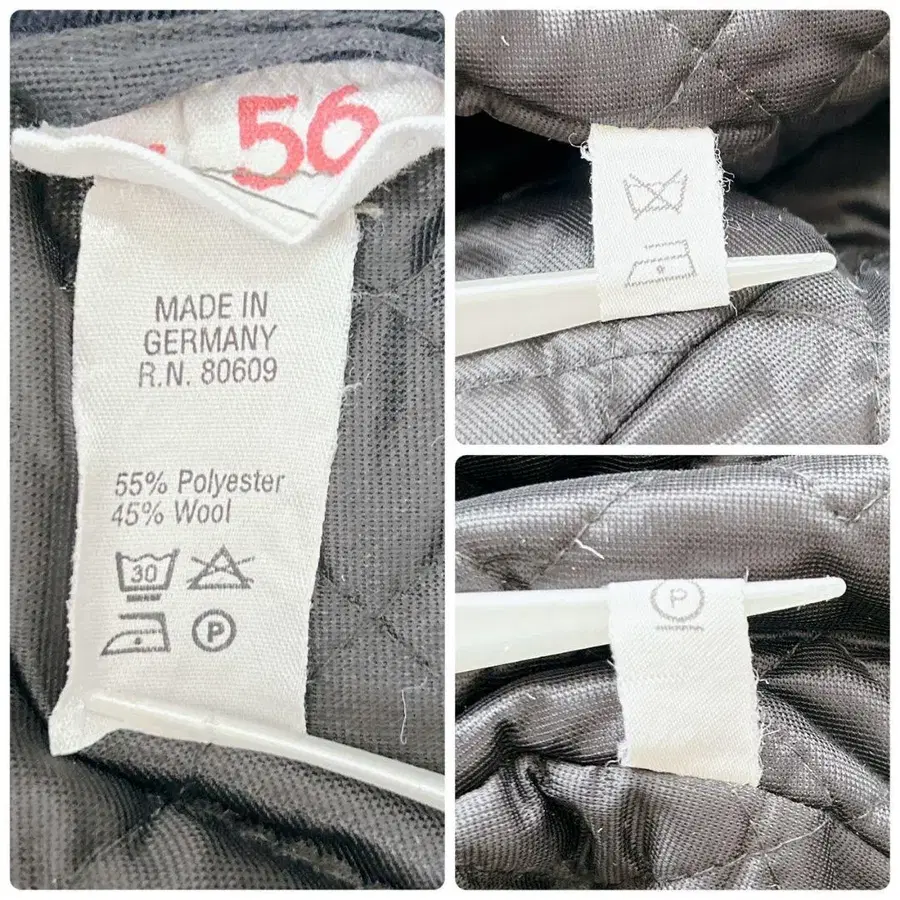 56
MADE IN
GERMANY
R.N. 80609
55% Polyester
45% Wool
30
P
P